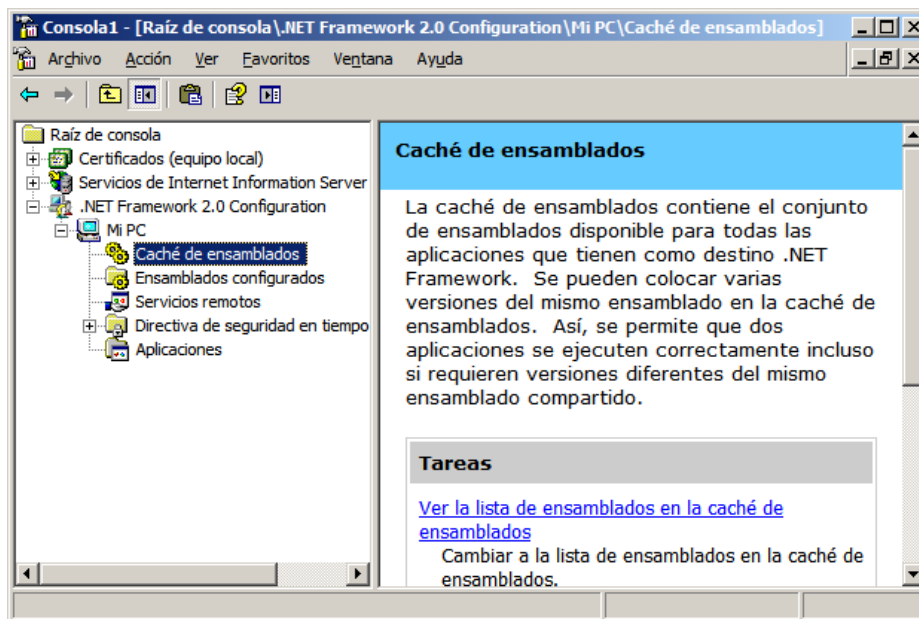 Consola1 - [Raíz de consola\.NET Framework 2.0 Configuration\Mi PC\Caché de ensamblados]
Archivo Acción Ver Favoritos Ventana Ayuda
Raíz de consola
Certificados (equipo local)
Servicios de Internet Information Server
.NET Framework 2.0 Configuration
Mi PC
Caché de ensamblados
Ensamblados configurados
Servicios remotos
Directiva de seguridad en tiempo
Aplicaciones
Caché de ensamblados
La caché de ensamblados contiene el conjunto
de ensamblados disponible para todas las
aplicaciones que tienen como destino .NET
Framework. Se pueden colocar varias
versiones del mismo ensamblado en la caché de
ensamblados. Así, se permite que dos
aplicaciones se ejecuten correctamente incluso
si requieren versiones diferentes del mismo
ensamblado compartido.
Tareas
Ver la lista de ensamblados en la caché de
ensamblados
Cambiar a la lista de ensamblados en la caché de
ensamblados.